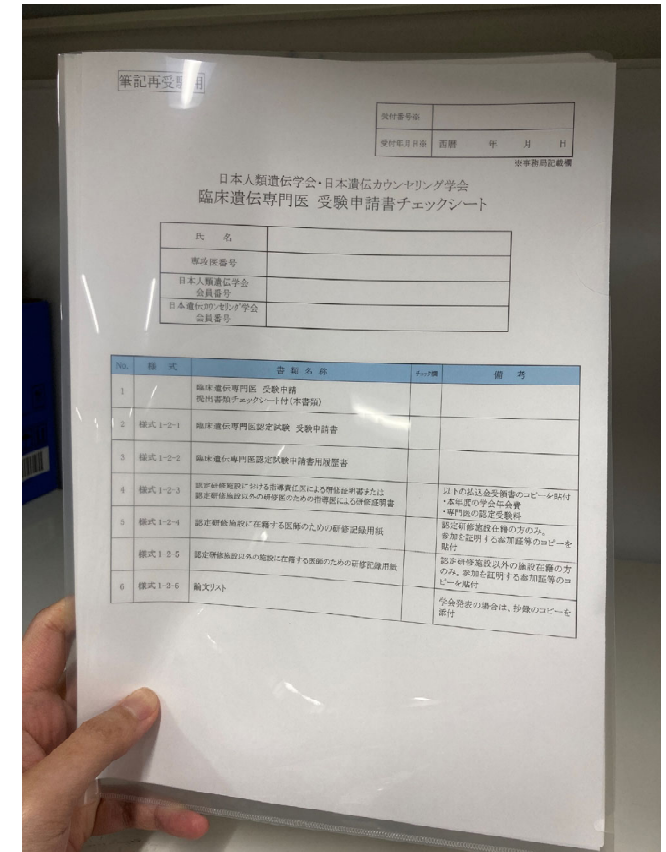 筆記再受験用
受付番号※
受付年月日※ 西暦 年 月 日
※事務局記載欄
日本人類遺伝学会・日本遺伝カウンセリング学会
臨床遺伝専門医 受験申請書チェックシート
氏 名
専攻医番号
日本人類遺伝学会
会員番号
日本遺伝カウンセリング学会
会員番号
No. 様 式 書 類 名 称 チェック欄 備 考
1 臨床遺伝専門医 受験申請
提出書類チェックシート付(本書類)
2 様式1-2-1 臨床遺伝専門医認定試験 受験申請書
3 様式1-2-2 臨床遺伝専門医認定試験申請書用履歴書
4 様式1-2-3 認定研修施設における指導責任医による研修証明書または
認定研修施設以外の研修医のための指導医による研修証明書
以下の払込金受領書のコピーを貼付
・本年度の学会年会費
・専門医の認定受験料
5 様式1-2-4 認定研修施設に在籍する医師のための研修記録用紙
認定研修施設在籍の方のみ。
参加を証明する参加証等のコピーを
貼付
様式1-2-5 認定研修施設以外の施設に在籍する医師のための研修記録用紙
認定研修施設以外の施設在籍の方
のみ。参加を証明する参加証等のコ
ピーを貼付
6 様式1-2-6 論文リスト
学会発表の場合は、抄録のコピーを
添付